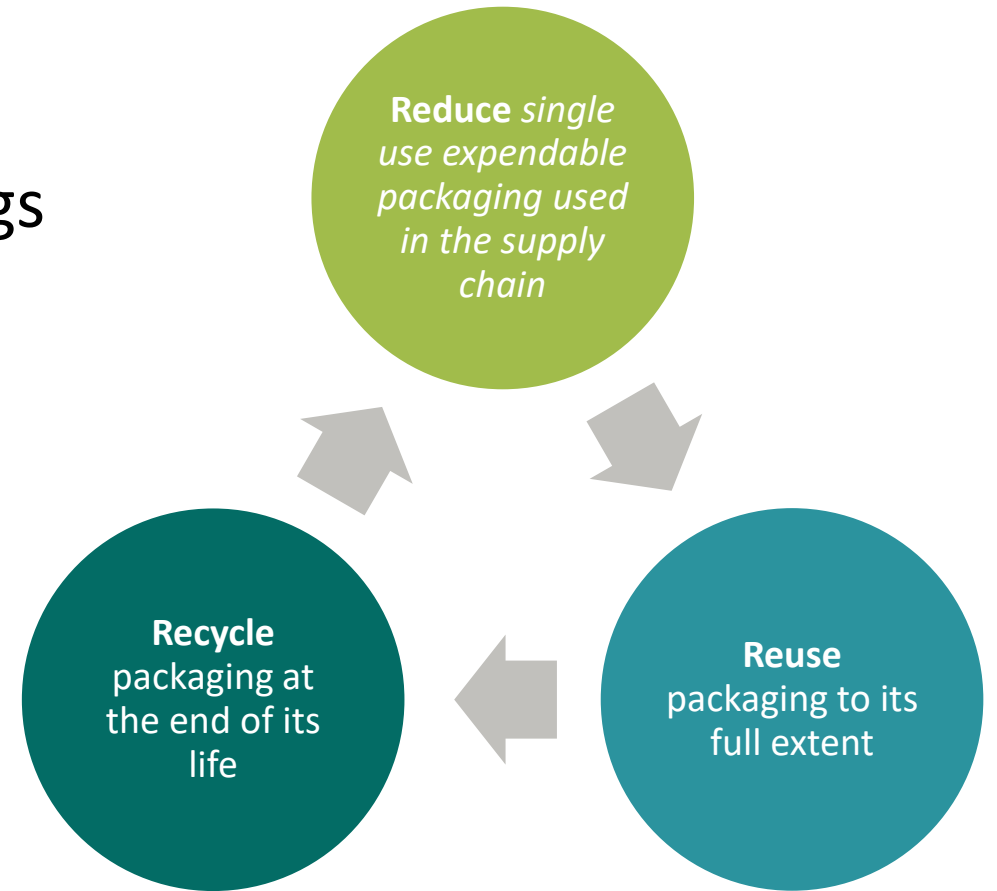 gs
Reduce single
use expendable
packaging used
in the supply
chain
Reuse
packaging to its
full extent
Recycle
packaging at
the end of its
life